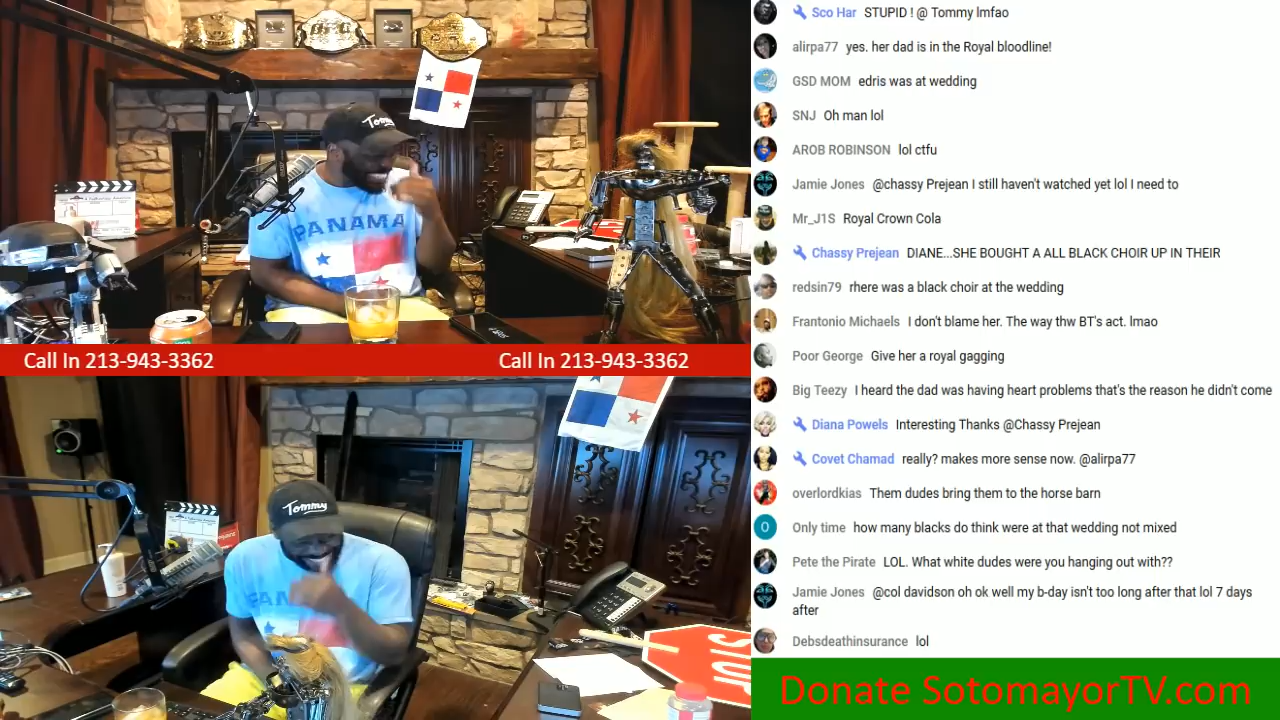 Tommy
PANAMA
Call In 213-943-3362
Call In 213-943-3362
Tommy
PAN
STOP
Sco Har STUPID ! @ Tommy lmfao
alirpa77 yes. her dad is in the Royal bloodline!
GSD MOM edris was at wedding
SNJ Oh man lol
AROB ROBINSON lol ctfu
Jamie Jones @chassy Prejean I still haven't watched yet lol I need to
Mr_J1S Royal Crown Cola
Chassy Prejean DIANE...SHE BOUGHT A ALL BLACK CHOIR UP IN THEIR
redsin79 rhere was a black choir at the wedding
Frantonio Michaels I don't blame her. The way thw BT's act. lmao
Poor George Give her a royal gagging
Big Teezy I heard the dad was having heart problems that's the reason he didn't come
Diana Powels Interesting Thanks @Chassy Prejean
Covet Chamad really? makes more sense now. @alirpa77
overlordkias Them dudes bring them to the horse barn
O
Only time how many blacks do think were at that wedding not mixed
Pete the Pirate LOL. What white dudes were you hanging out with??
Jamie Jones @col davidson oh ok well my b-day isn't too long after that lol 7 days
after
Debsdeathinsurance lol
Donate SotomayorTV.com